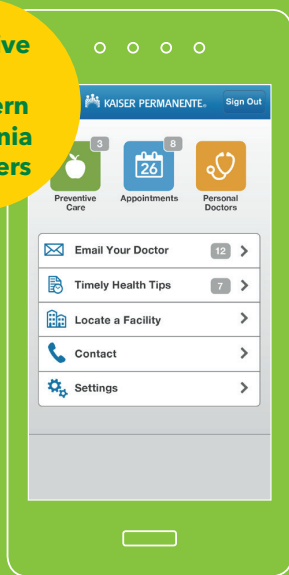 ive
ern
nia
ers
KAISER PERMANENTE® Sign Out
3
8
26
Preventive
Care
Appointments
Personal
Doctors
Email Your Doctor 12
Timely Health Tips 7
Locate a Facility
Contact
Settings